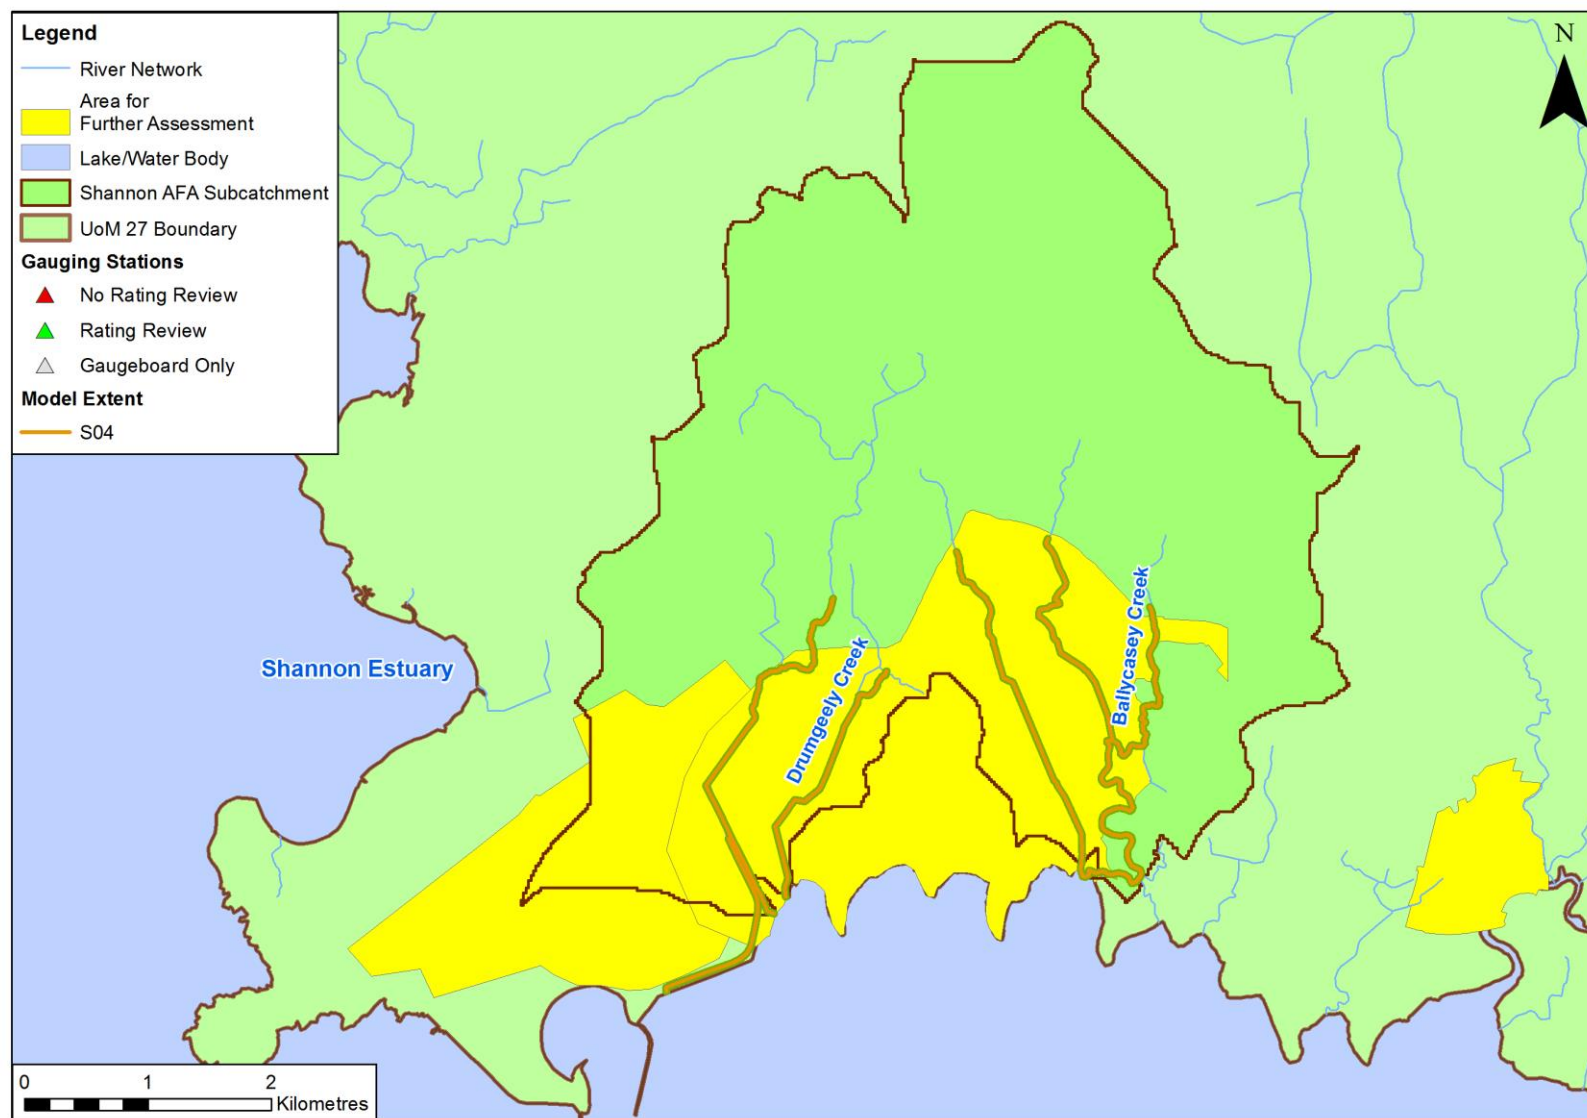 Legend
River Network
Area for
Further Assessment
Lake/Water Body
Shannon AFA Subcatchment
UoM 27 Boundary
Gauging Stations
No Rating Review
Rating Review
Gaugeboard Only
Model Extent
S04
N
Shannon Estuary
Drumgeely Creek
Ballycasey Creek
0 1 2
Kilometres